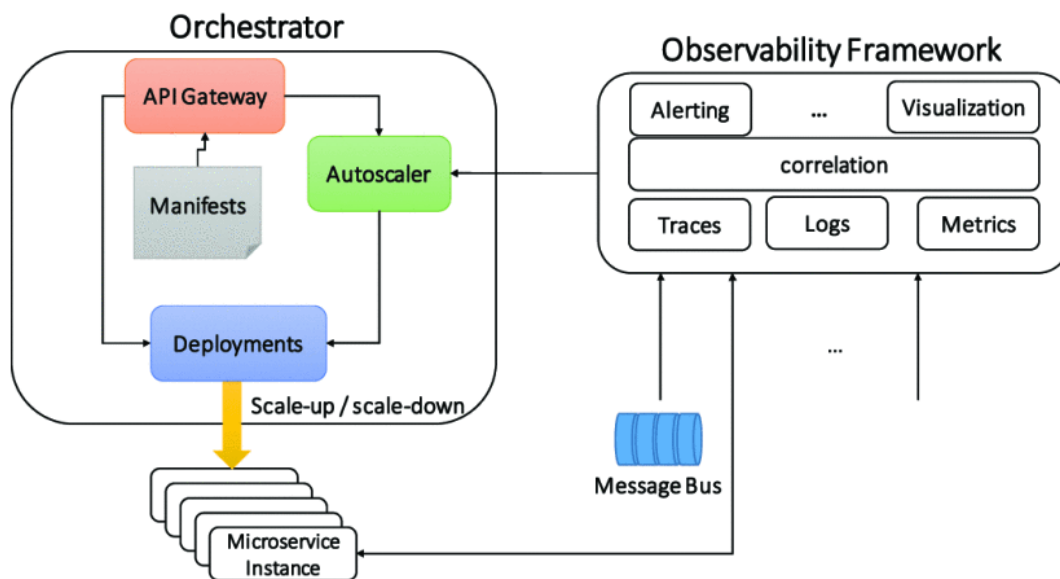 Orchestrator
API Gateway
Manifests
Autoscaler
Deployments
Scale-up / scale-down
Microservice
Instance
Observability Framework
Alerting
...
Visualization
correlation
Traces
Logs
Metrics
...
Message Bus